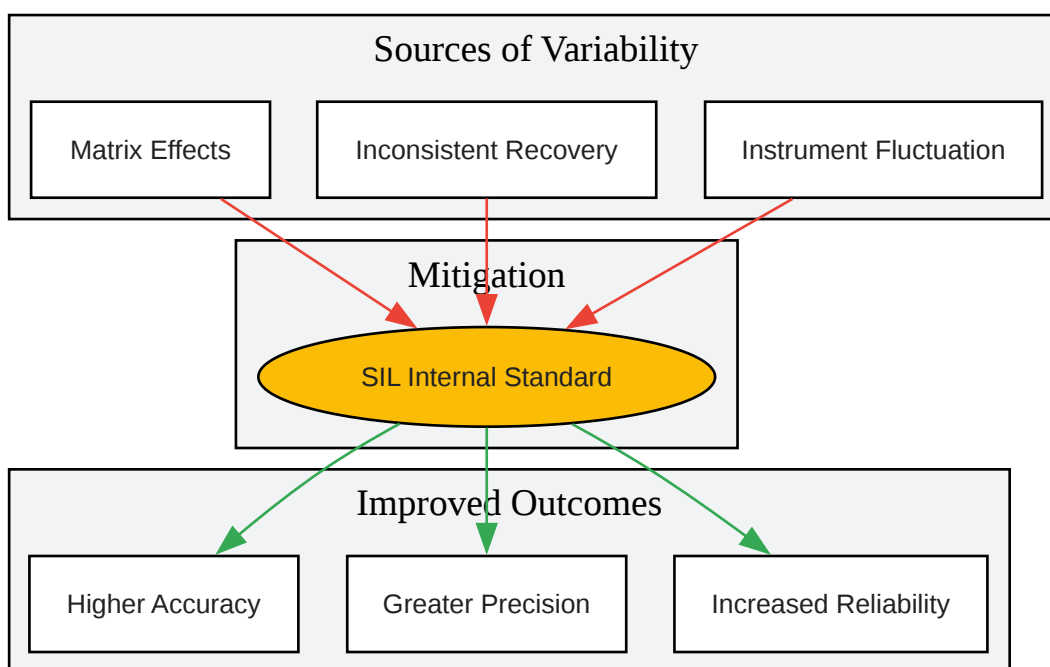 Sources of Variability
Matrix Effects
Inconsistent Recovery
Instrument Fluctuation
Mitigation
SIL Internal Standard
Improved Outcomes
Higher Accuracy
Greater Precision
Increased Reliability